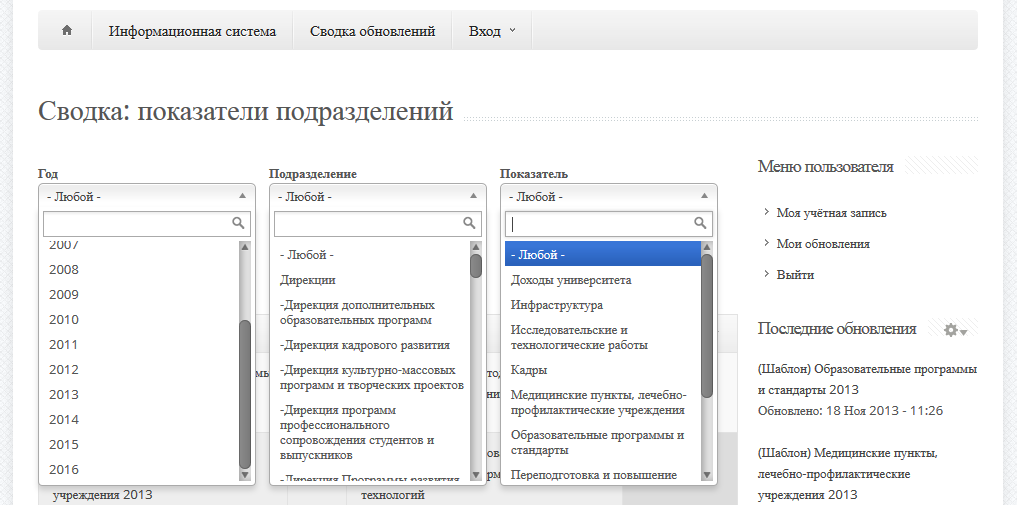 Информационная система
Сводка обновлений
Вход
Сводка: показатели подразделений
Год
- Любой -
2007
2008
2009
2010
2011
2012
2013
2014
2015
2016
Подразделение
- Любой -
- Любой -
Дирекции
-Дирекция дополнительных
образовательных программ
-Дирекция кадрового развития
-Дирекция культурно-массовых
программ и творческих проектов
-Дирекция программ
профессионального
сопровождения студентов и
выпускников
-Дирекция Программы развития
Показатель
- Любой -
- Любой -
Доходы университета
Инфраструктура
Исследовательские и
технологические работы
Кадры
Медицинские пункты, лечебно-
профилактические учреждения
Образовательные программы и
стандарты
Переподготовка и повышение
учреждения 2013
технологий
Меню пользователя
Моя учётная запись
Мои обновления
Выйти
Последние обновления
(Шаблон) Образовательные программы
и стандарты 2013
Обновлено: 18 Ноя 2013 - 11:26
(Шаблон) Медицинские пункты,
лечебно-профилактические
учреждения 2013